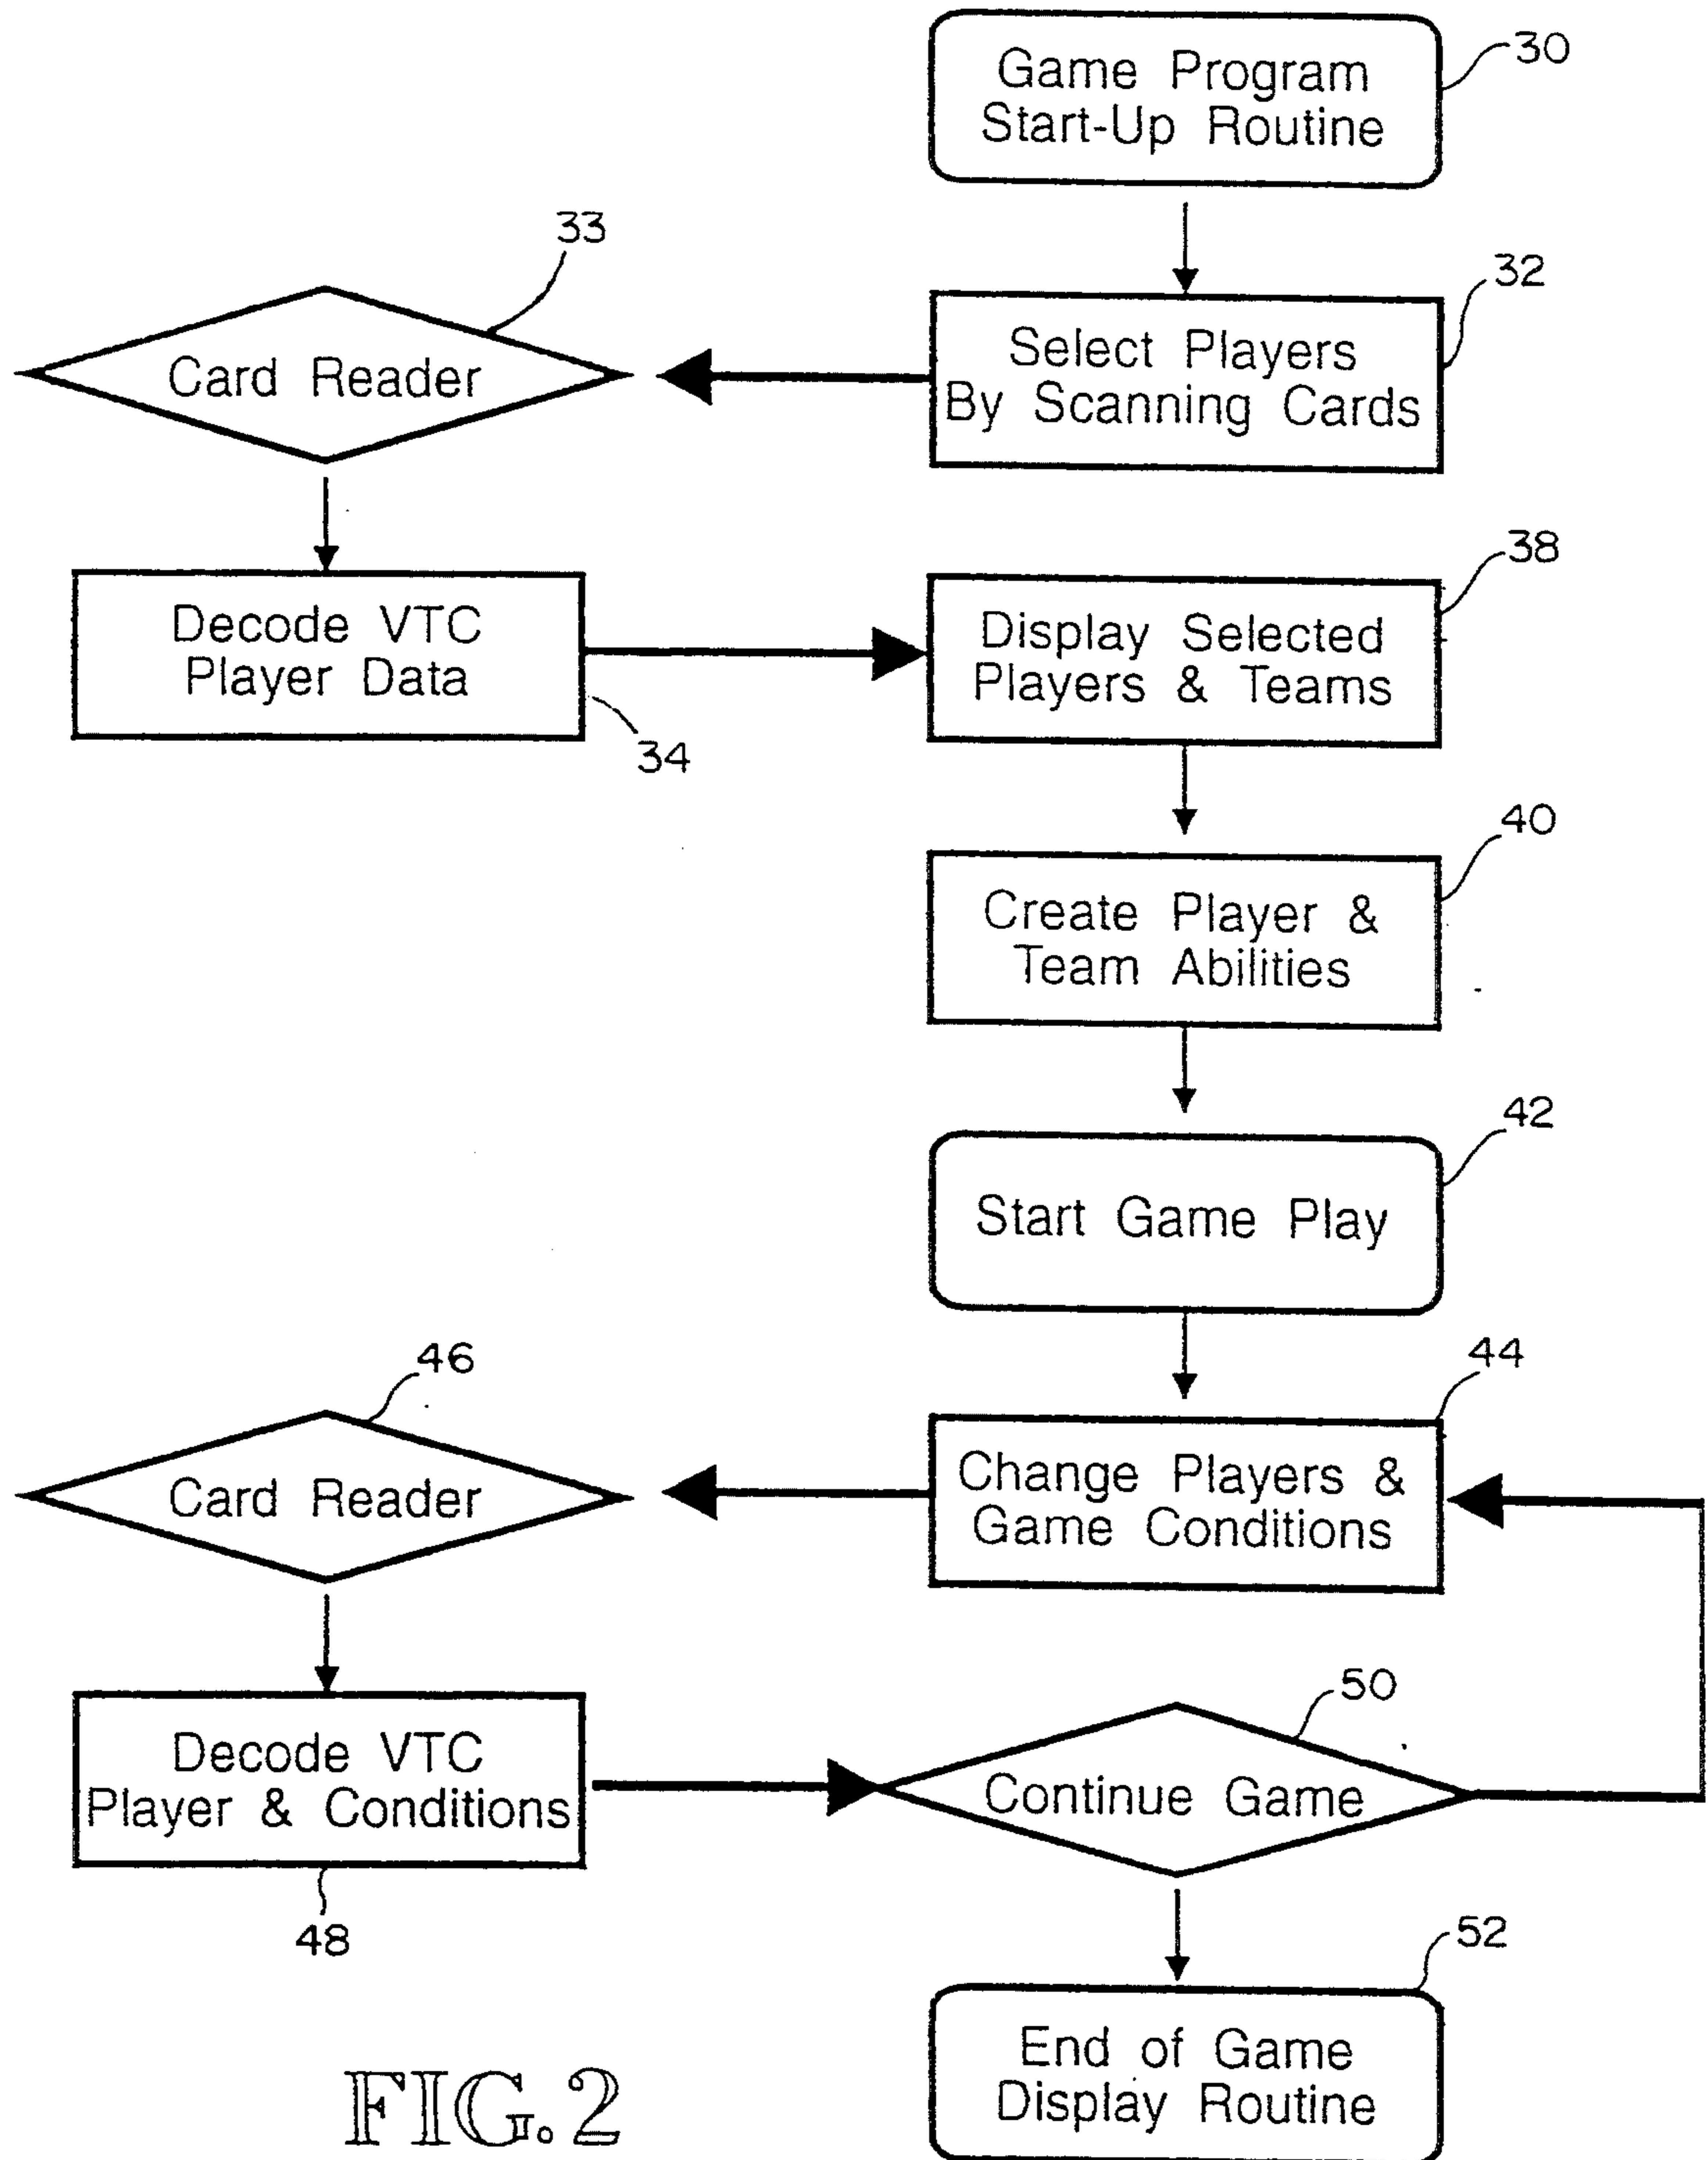 Game Program
Start-Up Routine
30
33
32
Card Reader
Select Players
By Scanning Cards
38
Decode VTC
Player Data
Display Selected
Players & Teams
34
40
Create Player &
Team Abilities
42
Start Game Play
46
44
Card Reader
Change Players &
Game Conditions
50
Decode VTC
Player & Conditions
Continue Game
48
52
End of Game
Display Routine
FIG. 2